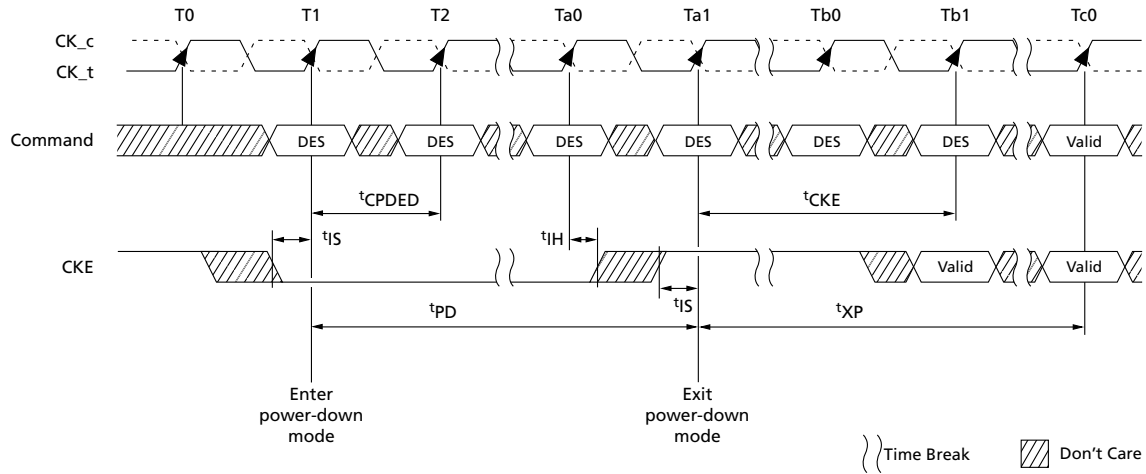 T0 T1 T2 Ta0 Ta1 Tb0 Tb1 Tc0
CK_c
CK_t
Command DES DES DES DES DES DES Valid
tCPDED tCKE
tIS tIH
CKE Valid Valid
tIS
tPD tXP
Enter
power-down
mode
Exit
power-down
mode
Time Break Don't Care